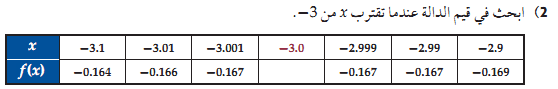 2) ابحث في قيم الدالة عندما تقترب x من 3−.
x −3.1 −3.01 −3.001 −3.0 −2.999 −2.99 −2.9
f(x) −0.164 −0.166 −0.167 −0.167 −0.167 −0.169